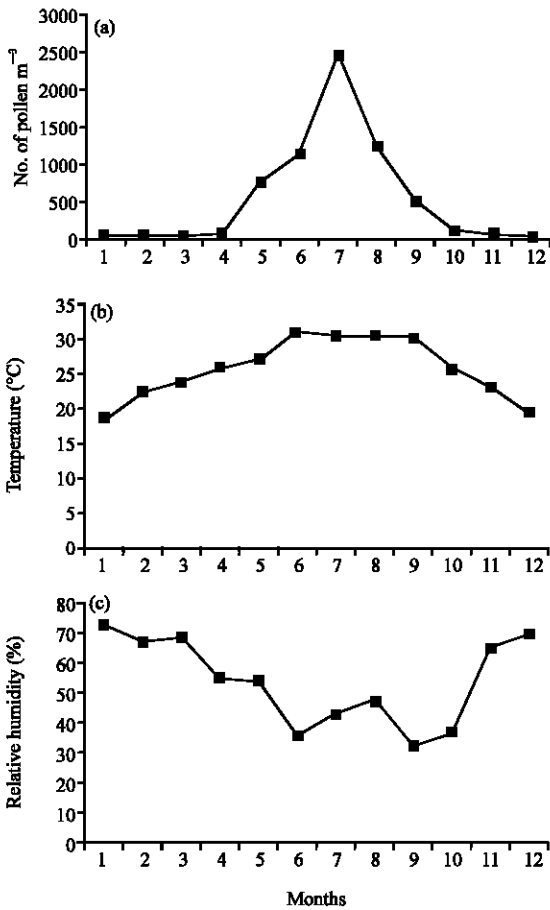 (a)
No. of pollen m⁻³
3000
2500
2000
1500
1000
500
0
1 2 3 4 5 6 7 8 9 10 11 12
(b)
Temperature (°C)
35
30
25
20
15
10
5
0
1 2 3 4 5 6 7 8 9 10 11 12
(c)
Relative humidity (%)
80
70
60
50
40
30
20
10
0
1 2 3 4 5 6 7 8 9 10 11 12
Months